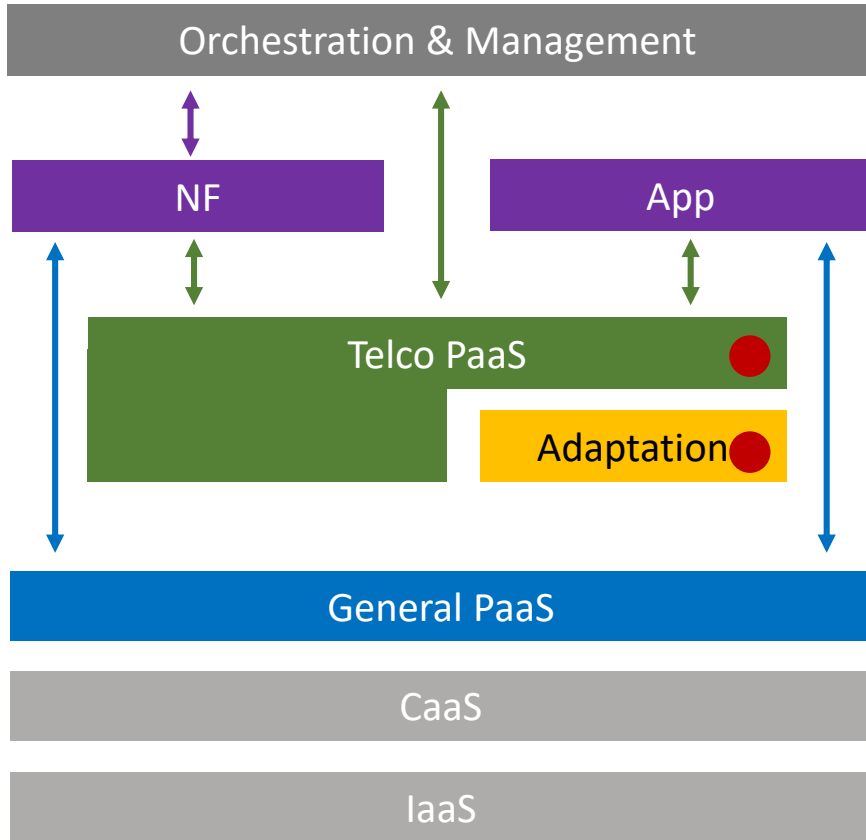 Orchestration & Management
NF
App
Telco PaaS
Adaptation
General PaaS
CaaS
IaaS